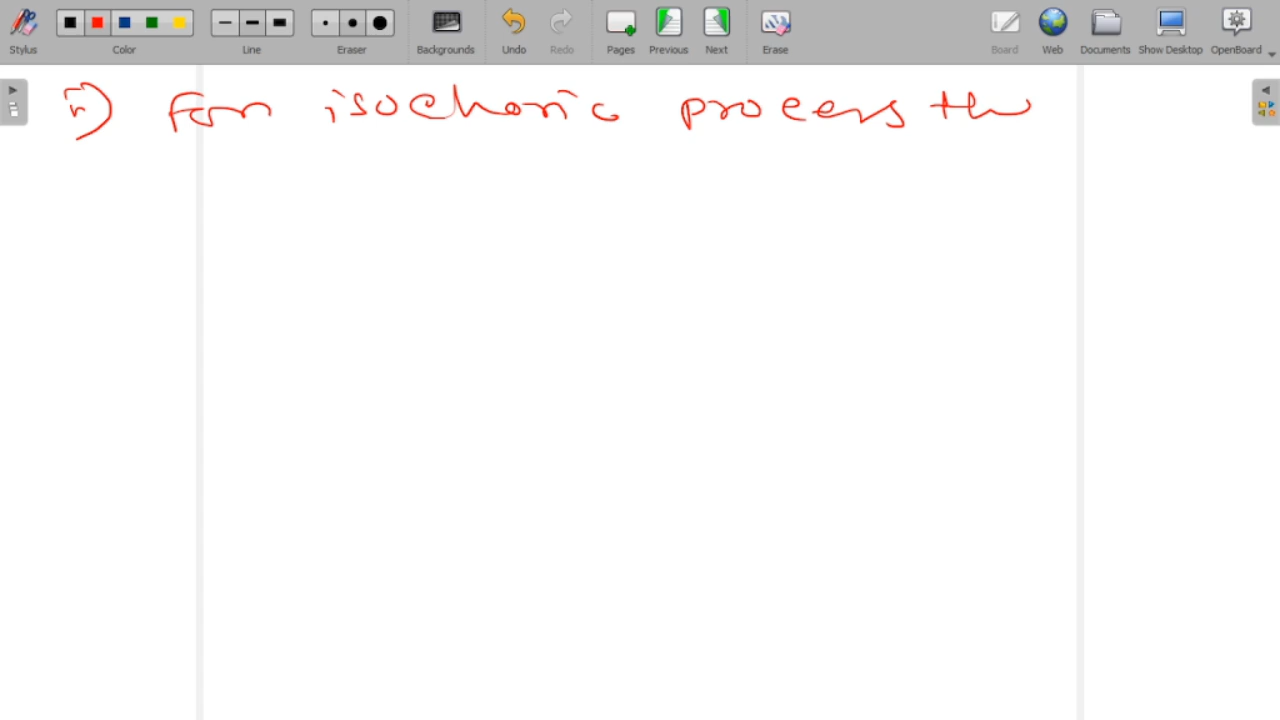 Stylus Color Line Eraser Backgrounds Undo Redo Pages Previous Next Erase Board Web Documents Show Desktop OpenBoard
ii) For isochoric process the